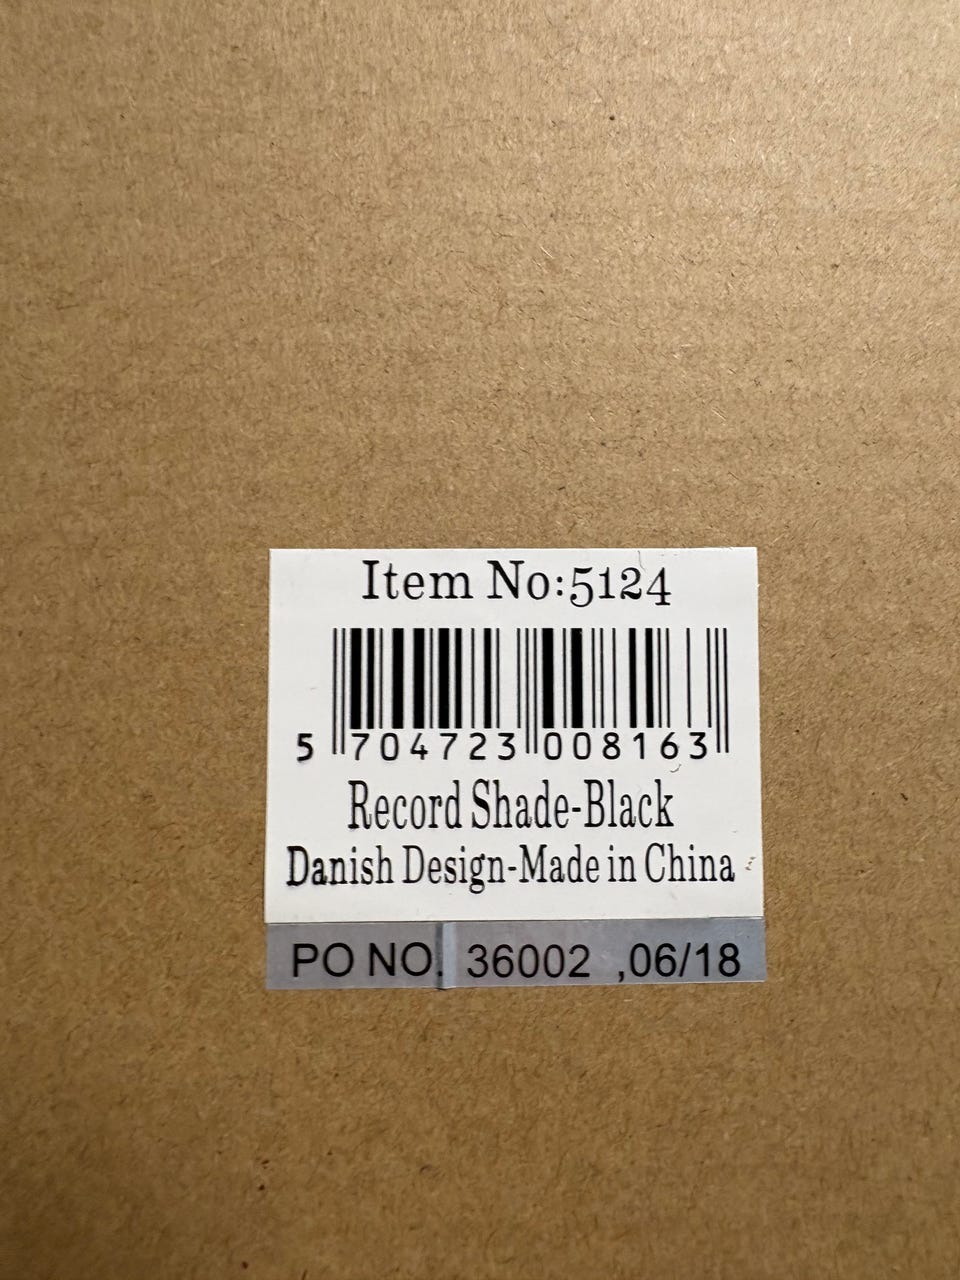 Item No:5124
5 704723 008163
Record Shade-Black
Danish Design-Made in China
PO NO. 36002 ,06/18